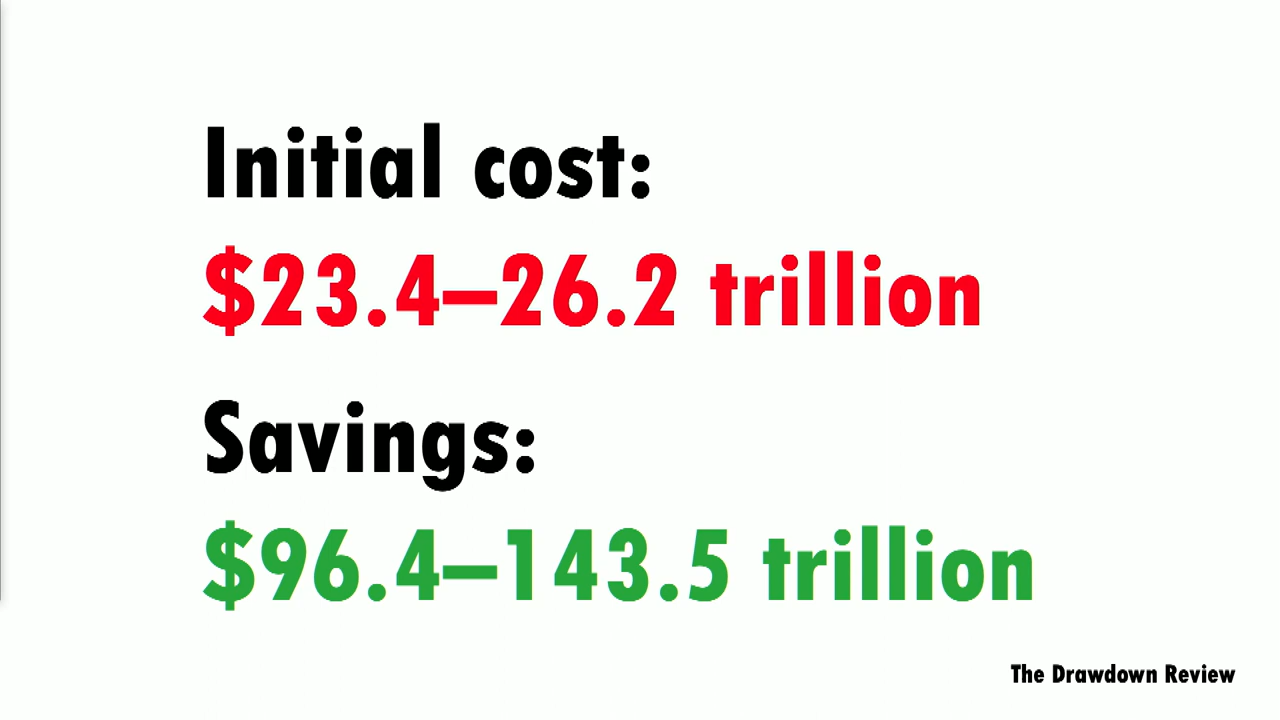 Initial cost:
$23.4–26.2 trillion
Savings:
$96.4–143.5 trillion
The Drawdown Review